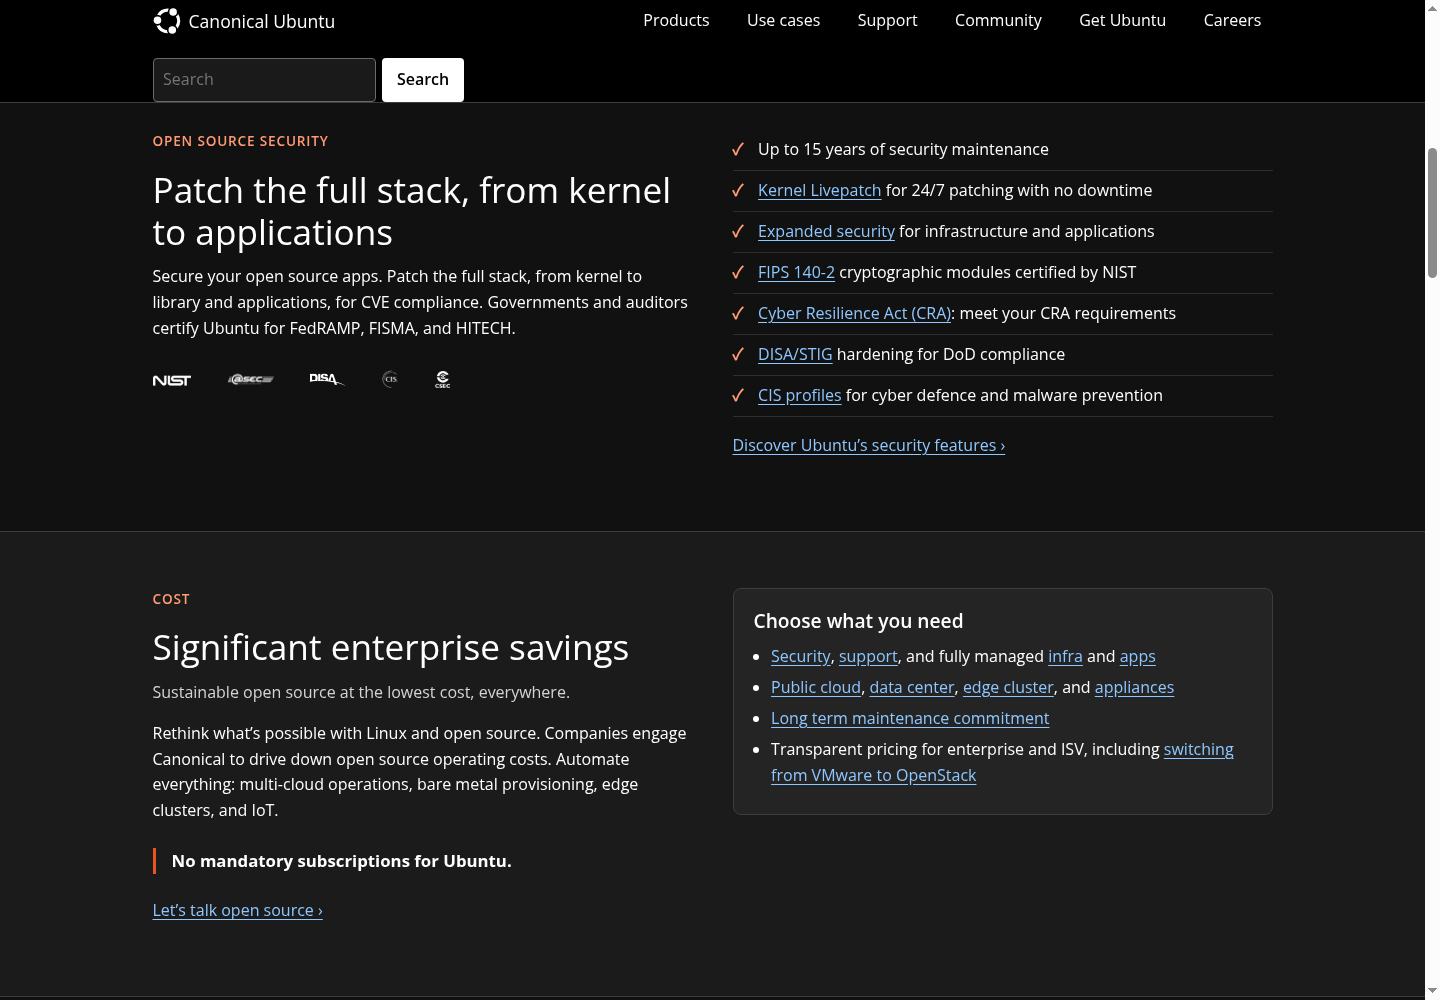 Canonical Ubuntu
Products
Use cases
Support
Community
Get Ubuntu
Careers
Search
Search
OPEN SOURCE SECURITY
Patch the full stack, from kernel
to applications
Secure your open source apps. Patch the full stack, from kernel to
library and applications, for CVE compliance. Governments and auditors
certify Ubuntu for FedRAMP, FISMA, and HITECH.
NIST
@SEC
DISA
CIS
CSEC
✓ Up to 15 years of security maintenance
✓ Kernel Livepatch for 24/7 patching with no downtime
✓ Expanded security for infrastructure and applications
✓ FIPS 140-2 cryptographic modules certified by NIST
✓ Cyber Resilience Act (CRA): meet your CRA requirements
✓ DISA/STIG hardening for DoD compliance
✓ CIS profiles for cyber defence and malware prevention
Discover Ubuntu’s security features ›
COST
Significant enterprise savings
Sustainable open source at the lowest cost, everywhere.
Rethink what’s possible with Linux and open source. Companies engage
Canonical to drive down open source operating costs. Automate
everything: multi-cloud operations, bare metal provisioning, edge
clusters, and IoT.
No mandatory subscriptions for Ubuntu.
Let’s talk open source ›
Choose what you need
• Security, support, and fully managed infra and apps
• Public cloud, data center, edge cluster, and appliances
• Long term maintenance commitment
• Transparent pricing for enterprise and ISV, including switching
from VMware to OpenStack